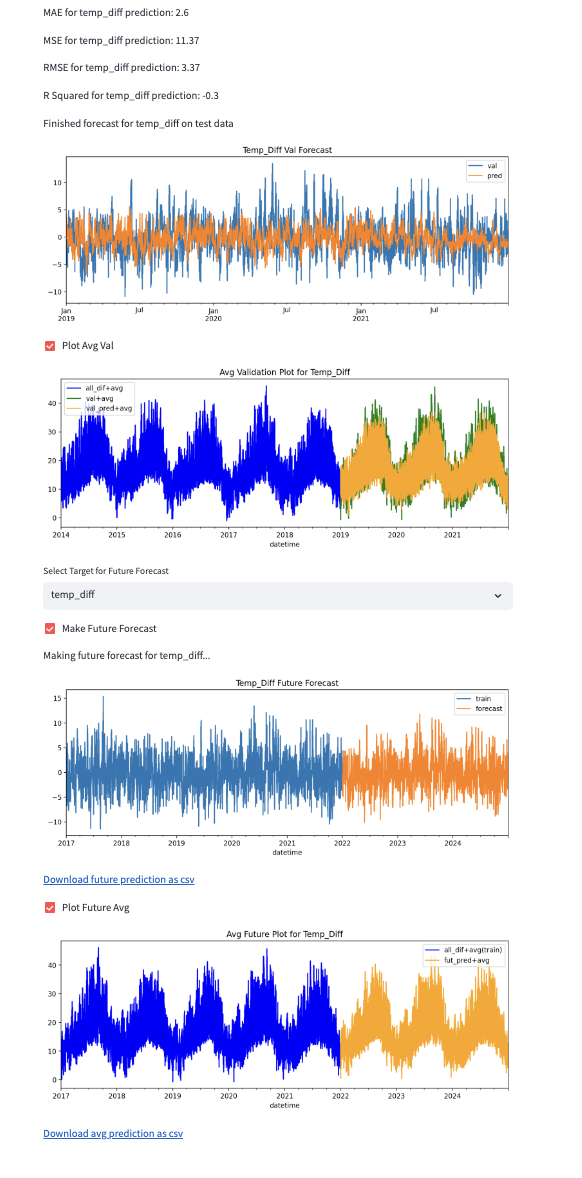 MAE for temp_diff prediction: 2.6
MSE for temp_diff prediction: 11.37
RMSE for temp_diff prediction: 3.37
R Squared for temp_diff prediction: -0.3
Finished forecast for temp_diff on test data
Temp_Diff Val Forecast
val
pred
10
5
0
−5
−10
Jan
2019
Jul
Jan
2020
Jul
Jan
2021
Jul
Plot Avg Val
Avg Validation Plot for Temp_Diff
all_dif+avg
val+avg
val_pred+avg
40
30
20
10
0
2014 2015 2016 2017 2018 2019 2020 2021
datetime
Select Target for Future Forecast
temp_diff
Make Future Forecast
Making future forecast for temp_diff...
Temp_Diff Future Forecast
train
forecast
15
10
5
0
−5
−10
2017 2018 2019 2020 2021 2022 2023 2024
datetime
Download future prediction as csv
Plot Future Avg
Avg Future Plot for Temp_Diff
all_dif+avg(train)
fut_pred+avg
40
30
20
10
0
2017 2018 2019 2020 2021 2022 2023 2024
datetime
Download avg prediction as csv